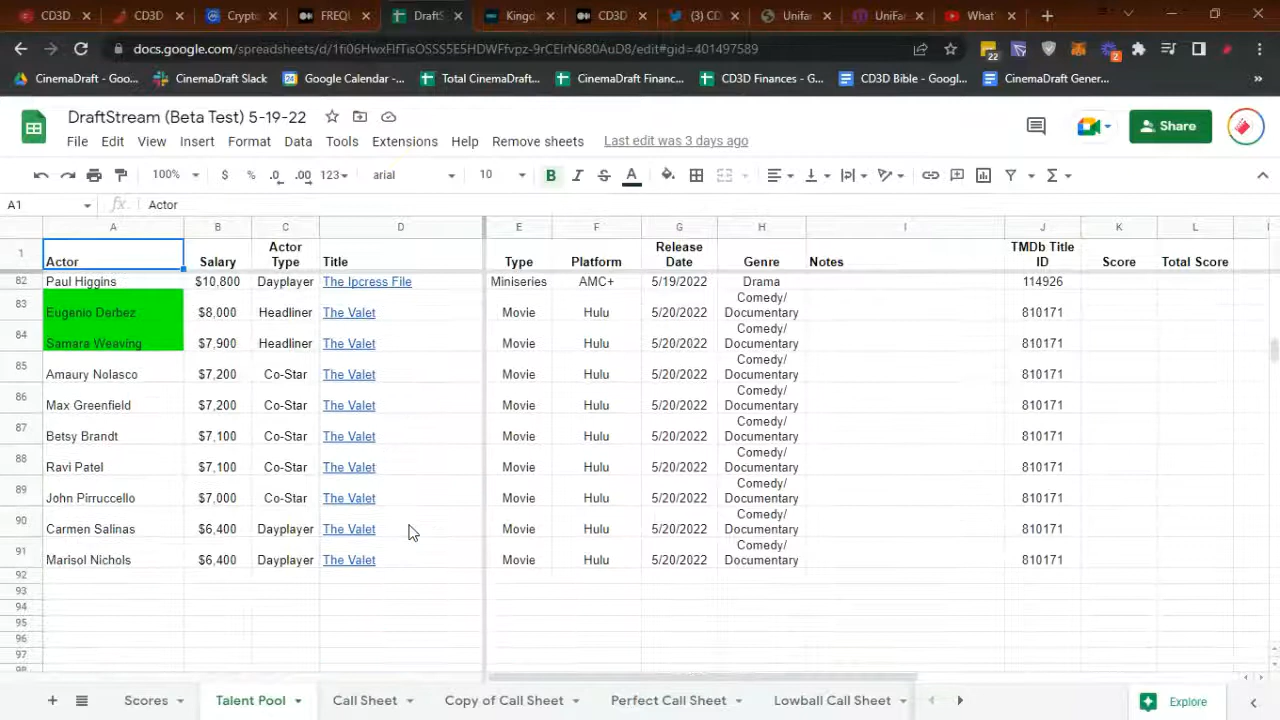 CD3D CD3D Crypto FREQU DraftS Kingdo CD3D (3) CD Unifar UniFar What'
docs.google.com/spreadsheets/d/1fi06HwxFlfTisOSSS5E5HDWFfvpz-9rCElrN680AuD8/edit#gid=401497589
22 2
CinemaDraft - Goo... CinemaDraft Slack Google Calendar -... Total CinemaDraft... CinemaDraft Financ... CD3D Finances - G... CD3D Bible - Googl... CinemaDraft Gener... »
DraftStream (Beta Test) 5-19-22
Share
File Edit View Insert Format Data Tools Extensions Help Remove sheets Last edit was 3 days ago
100% $ % .0 .00 123 arial 10 B I S A
A1 fx Actor
A B C D E F G H I J K L
1 Actor Salary Actor Type Title Type Platform Release Date Genre Notes TMDb Title ID Score Total Score
82 Paul Higgins $10,800 Dayplayer The Ipcress File Miniseries AMC+ 5/19/2022 Drama 114926
83 Eugenio Derbez $8,000 Headliner The Valet Movie Hulu 5/20/2022 Comedy/ Documentary 810171
84 Samara Weaving $7,900 Headliner The Valet Movie Hulu 5/20/2022 Comedy/ Documentary 810171
85 Amaury Nolasco $7,200 Co-Star The Valet Movie Hulu 5/20/2022 Comedy/ Documentary 810171
86 Max Greenfield $7,200 Co-Star The Valet Movie Hulu 5/20/2022 Comedy/ Documentary 810171
87 Betsy Brandt $7,100 Co-Star The Valet Movie Hulu 5/20/2022 Comedy/ Documentary 810171
88 Ravi Patel $7,100 Co-Star The Valet Movie Hulu 5/20/2022 Comedy/ Documentary 810171
89 John Pirruccello $7,000 Co-Star The Valet Movie Hulu 5/20/2022 Comedy/ Documentary 810171
90 Carmen Salinas $6,400 Dayplayer The Valet Movie Hulu 5/20/2022 Comedy/ Documentary 810171
91 Marisol Nichols $6,400 Dayplayer The Valet Movie Hulu 5/20/2022 Comedy/ Documentary 810171
92
93
94
95
96
97
98
Scores Talent Pool Call Sheet Copy of Call Sheet Perfect Call Sheet Lowball Call Sheet Explore